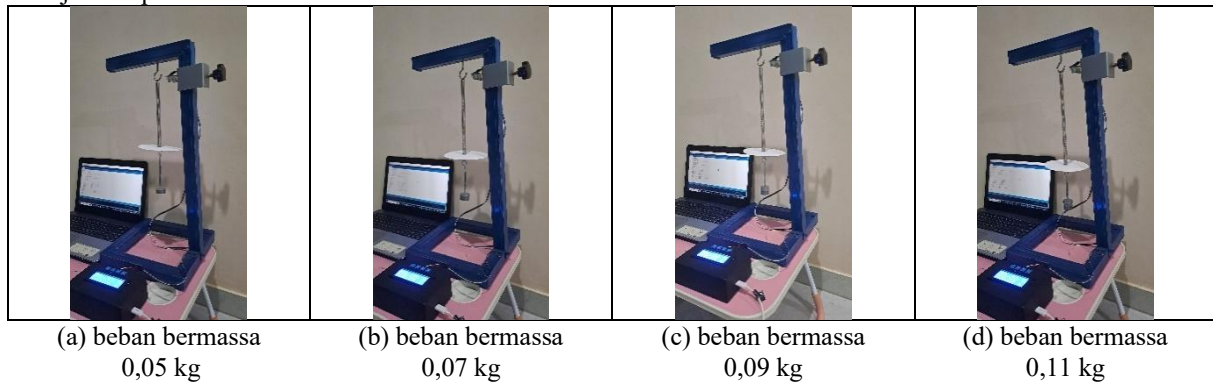 (a) beban bermassa
0,05 kg
(b) beban bermassa
0,07 kg
(c) beban bermassa
0,09 kg
(d) beban bermassa
0,11 kg